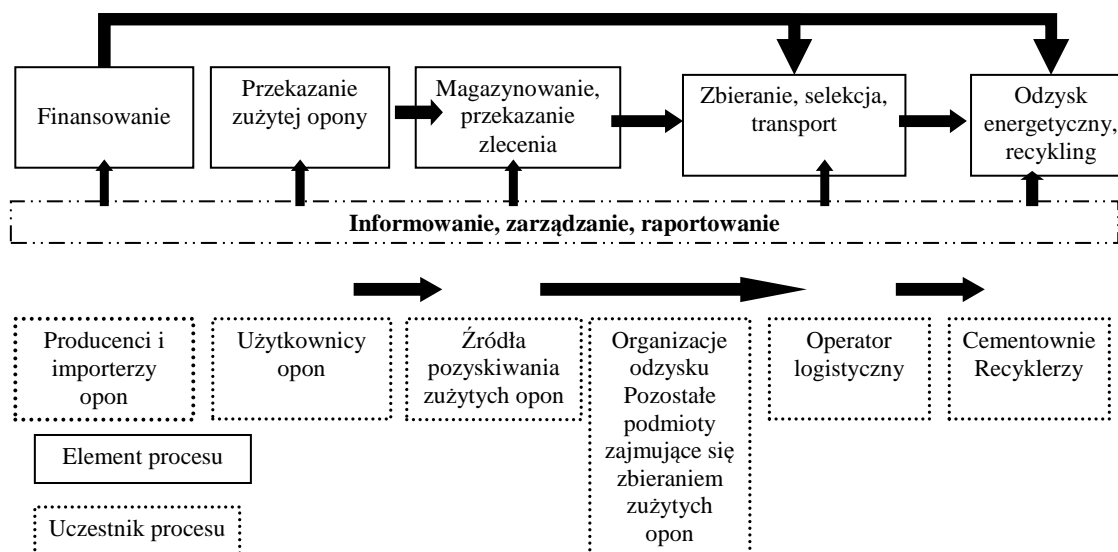 Finansowanie
Przekazanie
zużytej opony
Magazynowanie,
przekazanie
zlecenia
Zbieranie, selekcja,
transport
Odzysk
energetyczny,
recykling
Informowanie, zarządzanie, raportowanie
Producenci i
importerzy
opon
Użytkownicy
opon
Źródła
pozyskiwania
zużytych opon
Organizacje
odzysku
Pozostałe
podmioty
zajmujące się
zbieraniem
zużytych
opon
Operator
logistyczny
Cementownie
Recyklerzy
Element procesu
Uczestnik procesu